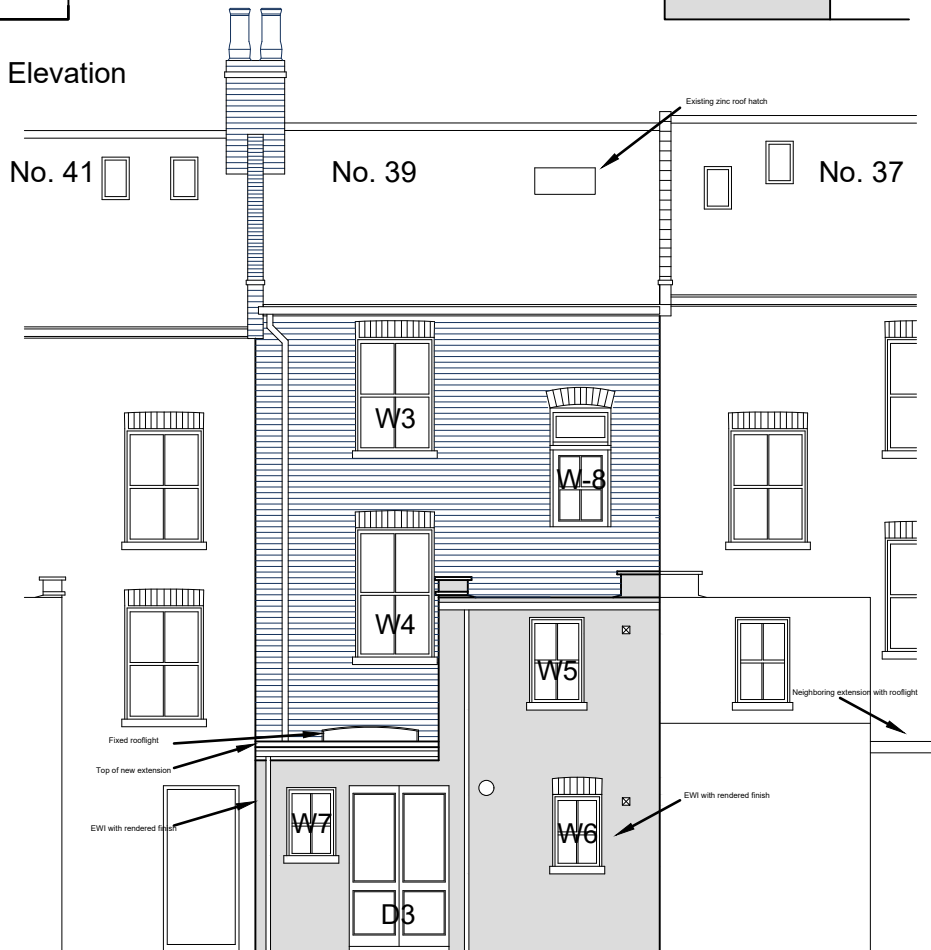 Elevation
Existing zinc roof hatch
No. 41
No. 39
No. 37
W3
W-8
W4
W5
Neighboring extension with rooflight
Fixed rooflight
Top of new extension
EWI with rendered finish
EWI with rendered finish
W7
W6
D3